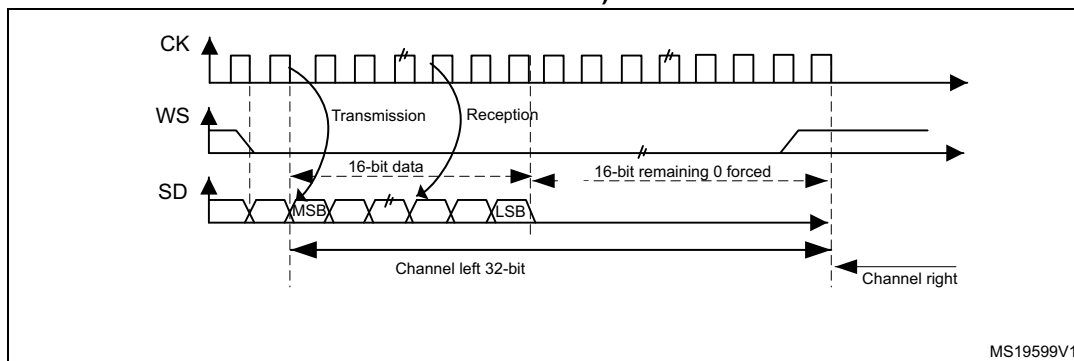 CK
WS
Transmission
Reception
16-bit data
16-bit remaining 0 forced
SD
MSB
LSB
Channel left 32-bit
Channel right
MS19599V1